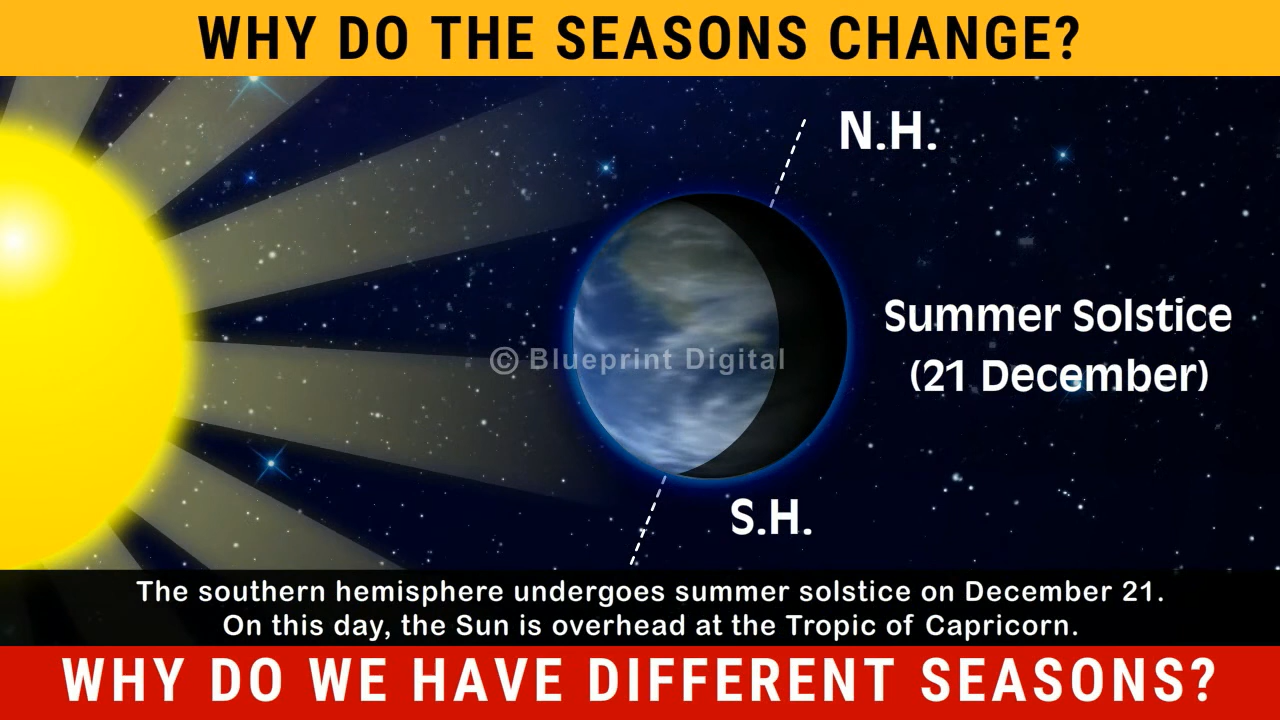 WHY DO THE SEASONS CHANGE?
N.H.
Summer Solstice
(21 December)
© Blueprint Digital
S.H.
The southern hemisphere undergoes summer solstice on December 21.
On this day, the Sun is overhead at the Tropic of Capricorn.
WHY DO WE HAVE DIFFERENT SEASONS?